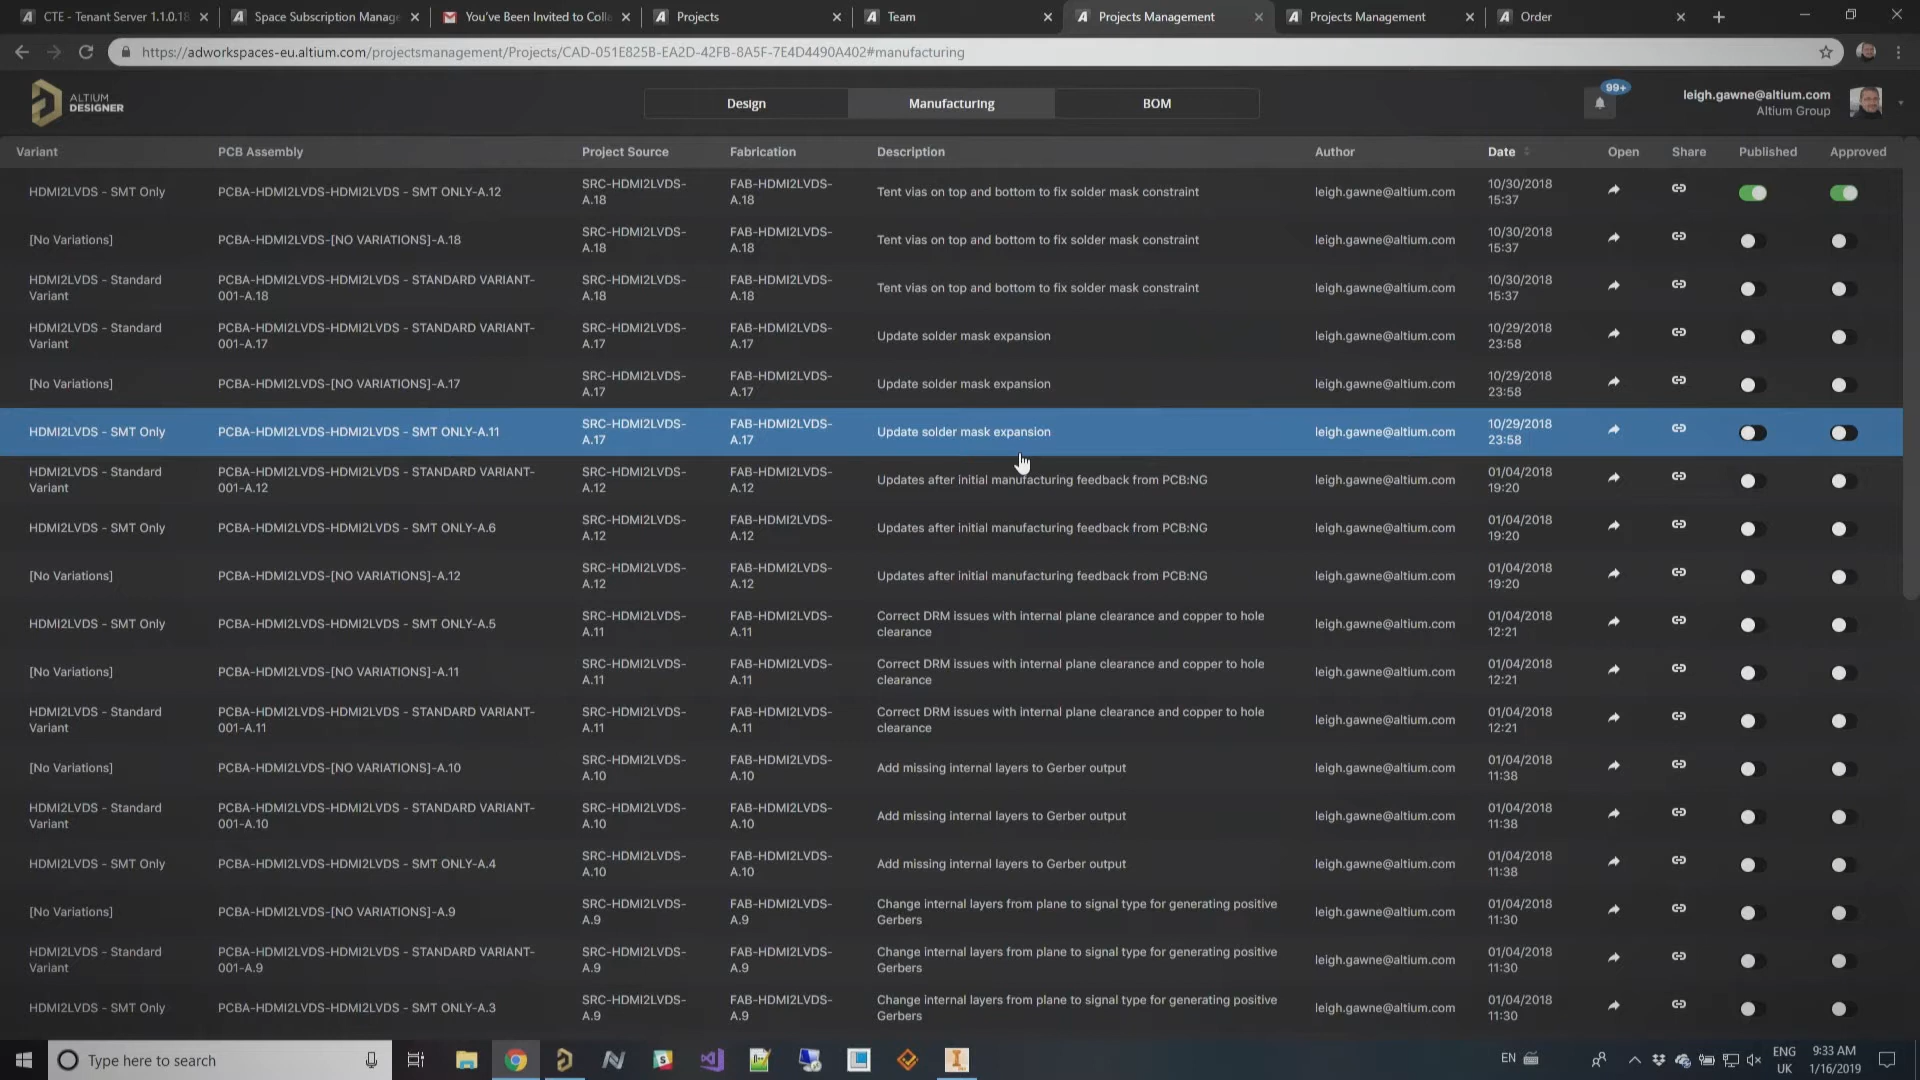 CTE - Tenant Server 1.1.0.18
Space Subscription Manage
You've Been Invited to Colla
Projects
Team
Projects Management
Projects Management
Order
https://adworkspaces-eu.altium.com/projectsmanagement/Projects/CAD-051E825B-EA2D-42FB-8A5F-7E4D4490A402#manufacturing
ALTIUM
DESIGNER
Design
Manufacturing
BOM
99+
leigh.gawne@altium.com
Altium Group
Variant PCB Assembly Project Source Fabrication Description Author Date Open Share Published Approved
HDMI2LVDS - SMT Only PCBA-HDMI2LVDS-HDMI2LVDS - SMT ONLY-A.12 SRC-HDMI2LVDS- FAB-HDMI2LVDS- Tent vias on top and bottom to fix solder mask constraint leigh.gawne@altium.com 10/30/2018
A.18 A.18 15:37
[No Variations] PCBA-HDMI2LVDS-[NO VARIATIONS]-A.18 SRC-HDMI2LVDS- FAB-HDMI2LVDS- Tent vias on top and bottom to fix solder mask constraint leigh.gawne@altium.com 10/30/2018
A.18 A.18 15:37
HDMI2LVDS - Standard PCBA-HDMI2LVDS-HDMI2LVDS - STANDARD VARIANT- SRC-HDMI2LVDS- FAB-HDMI2LVDS- Tent vias on top and bottom to fix solder mask constraint leigh.gawne@altium.com 10/30/2018
Variant 001-A.18 A.18 A.18 15:37
HDMI2LVDS - Standard PCBA-HDMI2LVDS-HDMI2LVDS - STANDARD VARIANT- SRC-HDMI2LVDS- FAB-HDMI2LVDS- Update solder mask expansion leigh.gawne@altium.com 10/29/2018
Variant 001-A.17 A.17 A.17 23:58
[No Variations] PCBA-HDMI2LVDS-[NO VARIATIONS]-A.17 SRC-HDMI2LVDS- FAB-HDMI2LVDS- Update solder mask expansion leigh.gawne@altium.com 10/29/2018
A.17 A.17 23:58
HDMI2LVDS - SMT Only PCBA-HDMI2LVDS-HDMI2LVDS - SMT ONLY-A.11 SRC-HDMI2LVDS- FAB-HDMI2LVDS- Update solder mask expansion leigh.gawne@altium.com 10/29/2018
A.17 A.17 23:58
HDMI2LVDS - Standard PCBA-HDMI2LVDS-HDMI2LVDS - STANDARD VARIANT- SRC-HDMI2LVDS- FAB-HDMI2LVDS- Updates after initial manufacturing feedback from PCB:NG leigh.gawne@altium.com 01/04/2018
Variant 001-A.12 A.12 A.12 19:20
HDMI2LVDS - SMT Only PCBA-HDMI2LVDS-HDMI2LVDS - SMT ONLY-A.6 SRC-HDMI2LVDS- FAB-HDMI2LVDS- Updates after initial manufacturing feedback from PCB:NG leigh.gawne@altium.com 01/04/2018
A.12 A.12 19:20
[No Variations] PCBA-HDMI2LVDS-[NO VARIATIONS]-A.12 SRC-HDMI2LVDS- FAB-HDMI2LVDS- Updates after initial manufacturing feedback from PCB:NG leigh.gawne@altium.com 01/04/2018
A.12 A.12 19:20
HDMI2LVDS - SMT Only PCBA-HDMI2LVDS-HDMI2LVDS - SMT ONLY-A.5 SRC-HDMI2LVDS- FAB-HDMI2LVDS- Correct DRM issues with internal plane clearance and copper to hole leigh.gawne@altium.com 01/04/2018
A.11 A.11 clearance 12:21
[No Variations] PCBA-HDMI2LVDS-[NO VARIATIONS]-A.11 SRC-HDMI2LVDS- FAB-HDMI2LVDS- Correct DRM issues with internal plane clearance and copper to hole leigh.gawne@altium.com 01/04/2018
A.11 A.11 clearance 12:21
HDMI2LVDS - Standard PCBA-HDMI2LVDS-HDMI2LVDS - STANDARD VARIANT- SRC-HDMI2LVDS- FAB-HDMI2LVDS- Correct DRM issues with internal plane clearance and copper to hole leigh.gawne@altium.com 01/04/2018
Variant 001-A.11 A.11 A.11 clearance 12:21
[No Variations] PCBA-HDMI2LVDS-[NO VARIATIONS]-A.10 SRC-HDMI2LVDS- FAB-HDMI2LVDS- Add missing internal layers to Gerber output leigh.gawne@altium.com 01/04/2018
A.10 A.10 11:38
HDMI2LVDS - Standard PCBA-HDMI2LVDS-HDMI2LVDS - STANDARD VARIANT- SRC-HDMI2LVDS- FAB-HDMI2LVDS- Add missing internal layers to Gerber output leigh.gawne@altium.com 01/04/2018
Variant 001-A.10 A.10 A.10 11:38
HDMI2LVDS - SMT Only PCBA-HDMI2LVDS-HDMI2LVDS - SMT ONLY-A.4 SRC-HDMI2LVDS- FAB-HDMI2LVDS- Add missing internal layers to Gerber output leigh.gawne@altium.com 01/04/2018
A.10 A.10 11:38
[No Variations] PCBA-HDMI2LVDS-[NO VARIATIONS]-A.9 SRC-HDMI2LVDS- FAB-HDMI2LVDS- Change internal layers from plane to signal type for generating positive leigh.gawne@altium.com 01/04/2018
A.9 A.9 Gerbers 11:30
HDMI2LVDS - Standard PCBA-HDMI2LVDS-HDMI2LVDS - STANDARD VARIANT- SRC-HDMI2LVDS- FAB-HDMI2LVDS- Change internal layers from plane to signal type for generating positive leigh.gawne@altium.com 01/04/2018
Variant 001-A.9 A.9 A.9 Gerbers 11:30
HDMI2LVDS - SMT Only PCBA-HDMI2LVDS-HDMI2LVDS - SMT ONLY-A.3 SRC-HDMI2LVDS- FAB-HDMI2LVDS- Change internal layers from plane to signal type for generating positive leigh.gawne@altium.com 01/04/2018
A.9 A.9 Gerbers 11:30
Type here to search
EN
ENG
UK
9:33 AM
1/16/2019